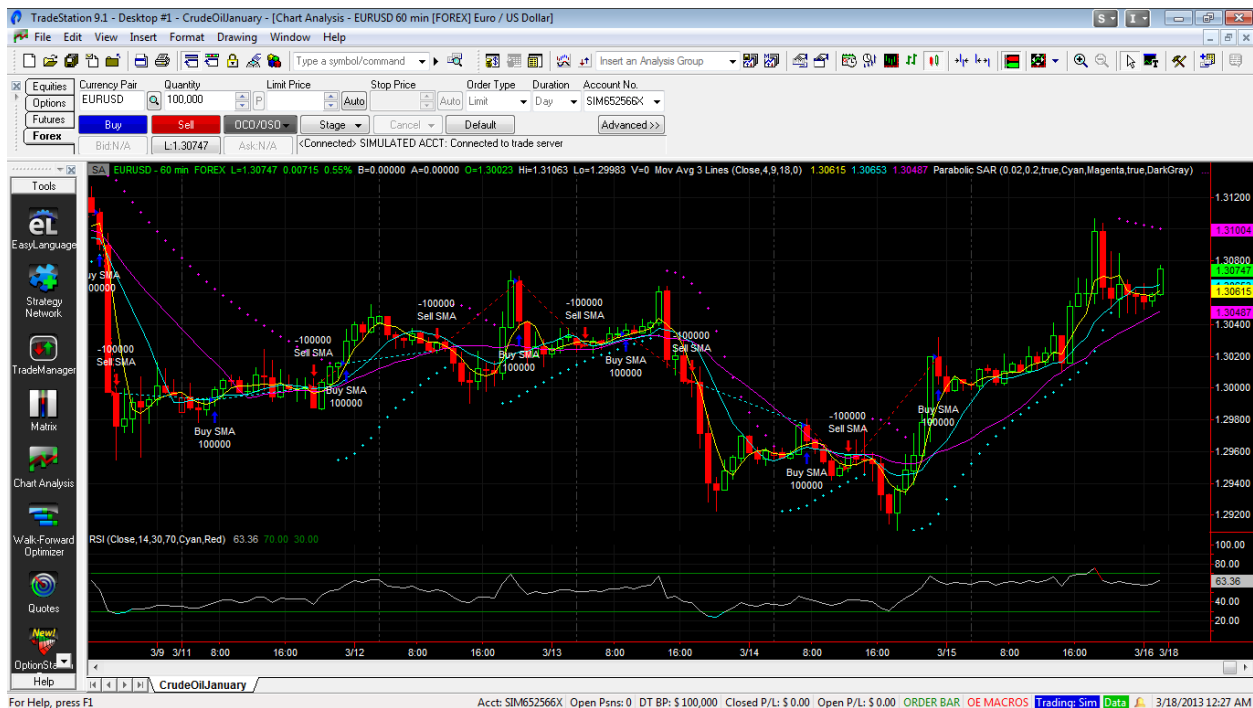 TradeStation 9.1 - Desktop #1 - CrudeOilJanuary - [Chart Analysis - EURUSD 60 min [FOREX] Euro / US Dollar]
S I
File Edit View Insert Format Drawing Window Help
Type a symbol/command
Insert an Analysis Group
Equities Currency Pair Quantity Limit Price Stop Price Order Type Duration Account No.
Options EURUSD 100,000 P Auto Auto Limit Day SIM652566X
Futures Buy Sell OCO/OSO Stage Cancel Default Advanced >>
Forex
Bid:N/A L:1.30747 Ask:N/A <Connected> SIMULATED ACCT: Connected to trade server
SA EURUSD - 60 min FOREX L=1.30747 0.00715 0.55% B=0.00000 A=0.00000 O=1.30023 Hi=1.31063 Lo=1.29983 V=0 Mov Avg 3 Lines (Close,4,9,18,0) 1.30615 1.30653 1.30487 Parabolic SAR (0.02,0.2,true,Cyan,Magenta,true,DarkGray)
Tools
EasyLanguage
Strategy
Network
TradeManager
Matrix
Chart Analysis
Walk-Forward
Optimizer
Quotes
New!
Help
uy SMA
00000
-100000
Sell SMA
Buy SMA
100000
-100000
Sell SMA
Buy SMA
100000
-100000
Sell SMA
Buy SMA
100000
-100000
Sell SMA
Buy SMA
100000
-100000
Sell SMA
Buy SMA
100000
-100000
Sell SMA
Buy SMA
100000
1.31200
1.31004
1.30800
1.30747
1.30615
1.30487
1.30400
1.30200
1.30000
1.29800
1.29600
1.29400
1.29200
RSI (Close,14,30,70,Cyan,Red) 63.36 70.00 30.00
100.00
80.00
63.36
40.00
20.00
3/9 3/11 8:00 16:00 3/12 8:00 16:00 3/13 8:00 16:00 3/14 8:00 16:00 3/15 8:00 16:00 3/16 3/18
CrudeOilJanuary
For Help, press F1
Acct: SIM652566X Open Psns: 0 DT BP: $ 100,000 Closed P/L: $ 0.00 Open P/L: $ 0.00 ORDER BAR OE MACROS Trading: Sim Data 3/18/2013 12:27 AM